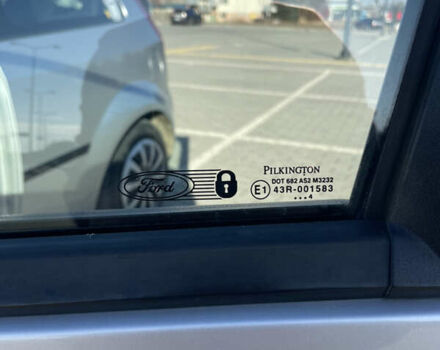 Ford
PILKINGTON
DOT 682 AS2 M3232
E1 43R-001583
...4